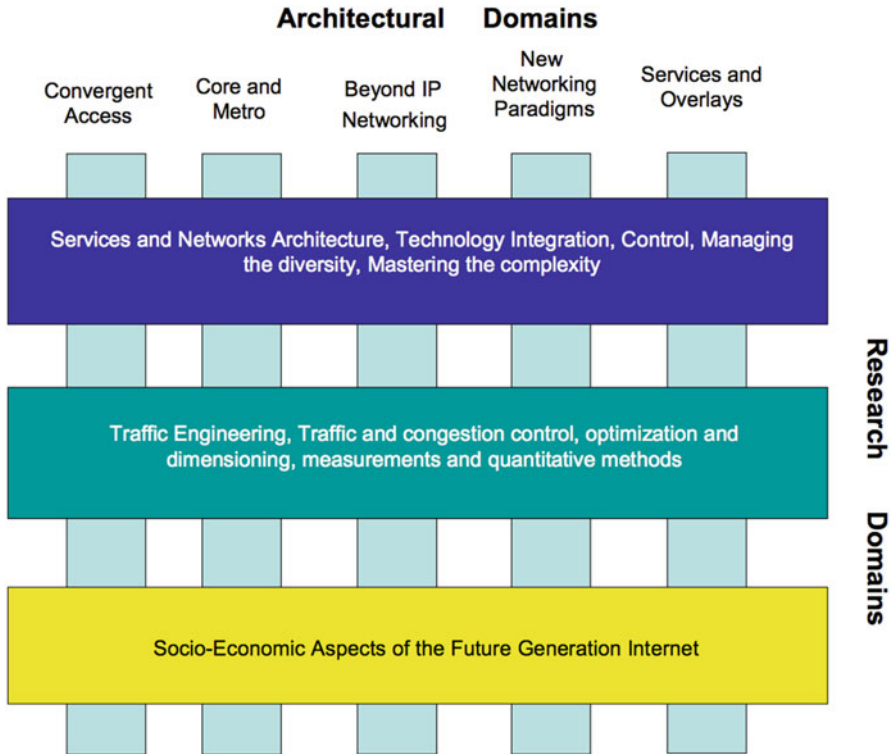 Architectural Domains
Convergent
Access
Core and
Metro
Beyond IP
Networking
New
Networking
Paradigms
Services and
Overlays
Services and Networks Architecture, Technology Integration, Control, Managing
the diversity, Mastering the complexity
Traffic Engineering, Traffic and congestion control, optimization and
dimensioning, measurements and quantitative methods
Socio-Economic Aspects of the Future Generation Internet
Research Domains